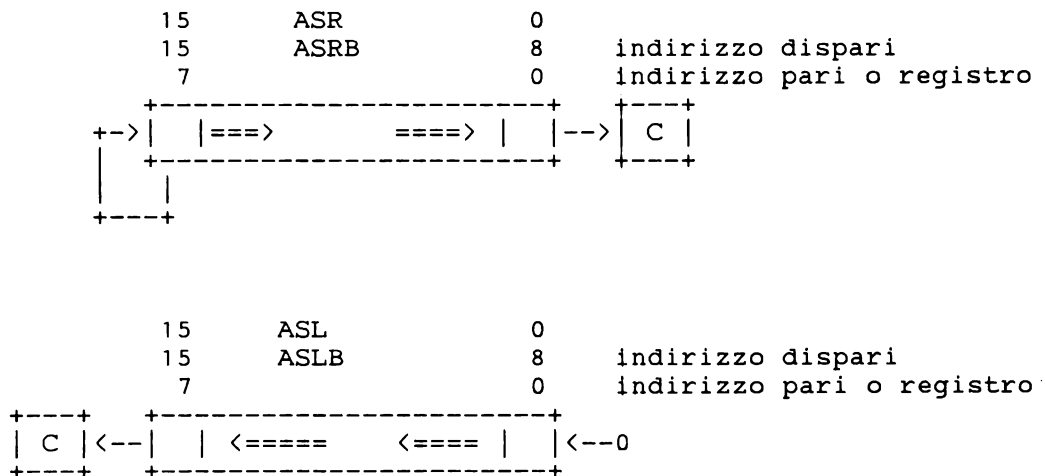 15 ASR 0
15 ASRB 8 indirizzo dispari
7 0 indirizzo pari o registro
+-----------------------+ +----+
+->| |===> ====> | |-->| C |
| +-----------------------+ +----+
| |
+---+
15 ASL 0
15 ASLB 8 indirizzo dispari
7 0 indirizzo pari o registro
+---+ +-----------------------+
| C |<--| | <===== <==== | |<--0
+---+ +-----------------------+